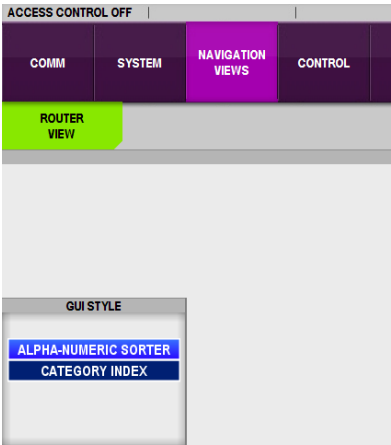 ACCESS CONTROL OFF
COMM
SYSTEM
NAVIGATION
VIEWS
CONTROL
ROUTER
VIEW
GUI STYLE
ALPHA-NUMERIC SORTER
CATEGORY INDEX